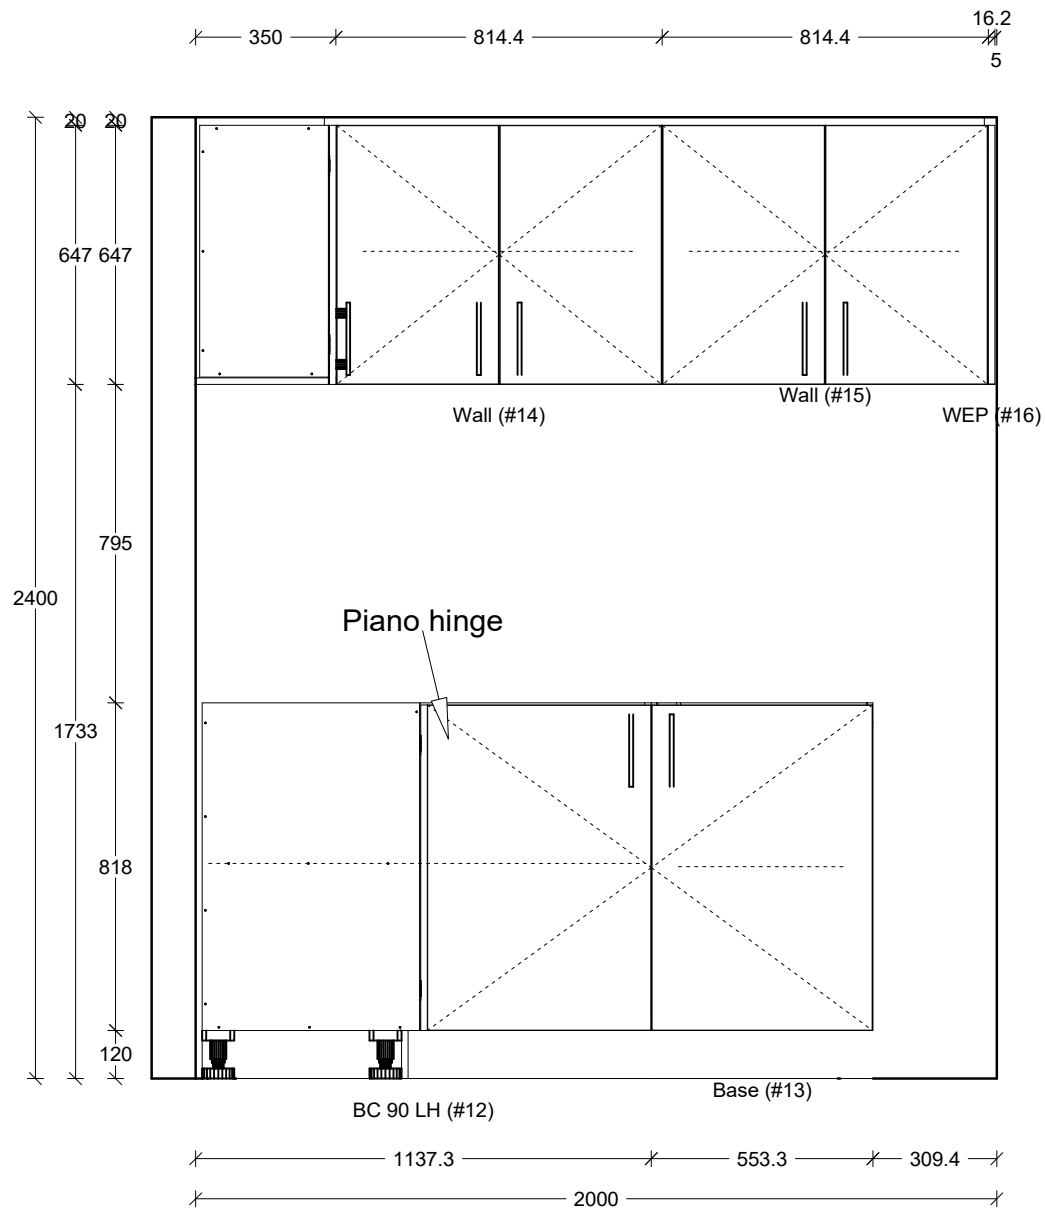 16.2
350 814.4 814.4
5
20 20
647 647
Wall (#14)
Wall (#15)
WEP (#16)
795
2400
Piano hinge
1733
818
120
BC 90 LH (#12)
Base (#13)
1137.3 553.3 309.4
2000